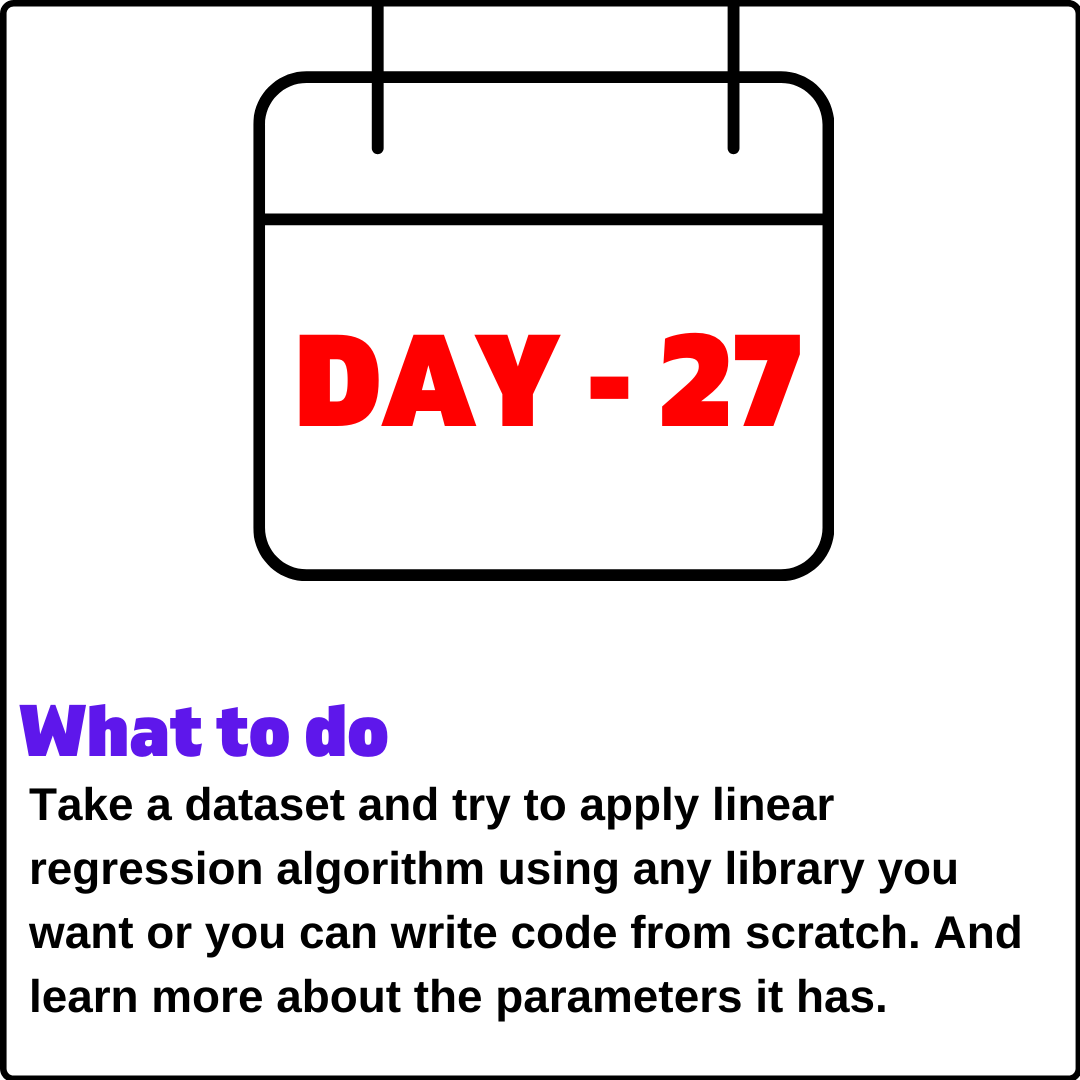 DAY - 27
What to do
Take a dataset and try to apply linear
regression algorithm using any library you
want or you can write code from scratch. And
learn more about the parameters it has.